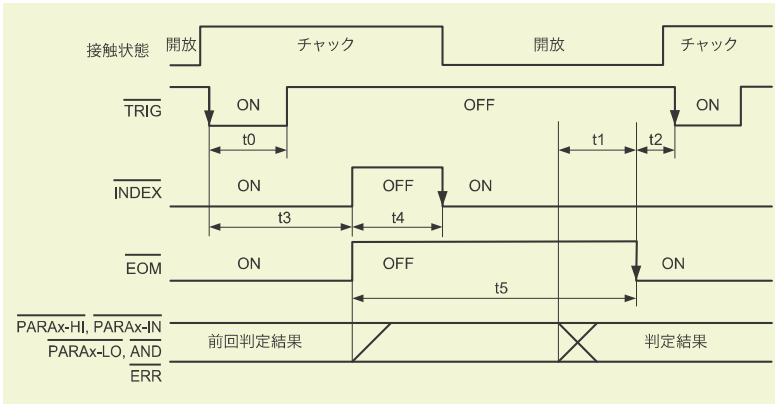 接触状態 開放 チャック 開放 チャック
TRIG ON OFF ON
t0 t1 t2
INDEX ON OFF ON
t3 t4
EOM ON OFF ON
t5
PARAx-HI, PARAx-IN
PARAx-LO, AND
ERR
前回判定結果 判定結果